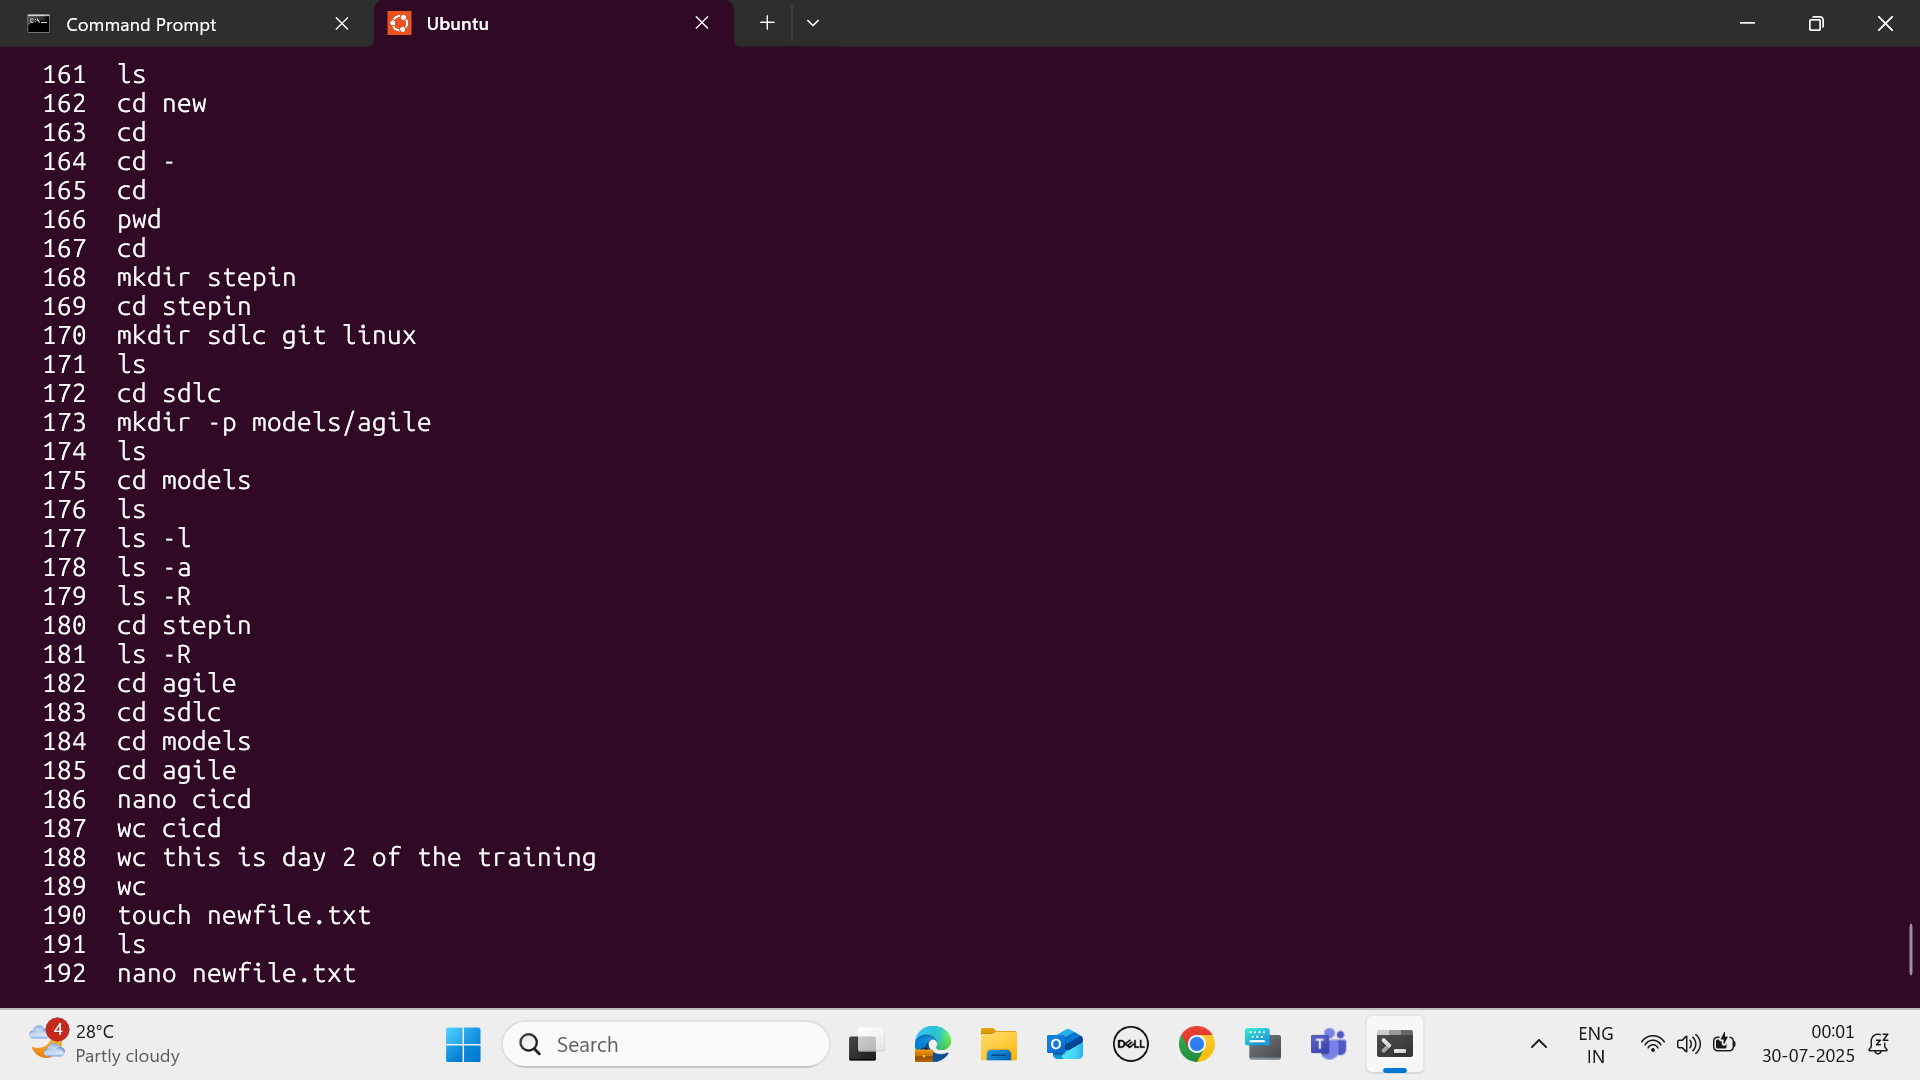 Command Prompt
Ubuntu
161 ls
162 cd new
163 cd
164 cd -
165 cd
166 pwd
167 cd
168 mkdir stepin
169 cd stepin
170 mkdir sdlc git linux
171 ls
172 cd sdlc
173 mkdir -p models/agile
174 ls
175 cd models
176 ls
177 ls -l
178 ls -a
179 ls -R
180 cd stepin
181 ls -R
182 cd agile
183 cd sdlc
184 cd models
185 cd agile
186 nano cicd
187 wc cicd
188 wc this is day 2 of the training
189 wc
190 touch newfile.txt
191 ls
192 nano newfile.txt
4
28°C
Partly cloudy
Search
DELL
ENG
IN
00:01
30-07-2025